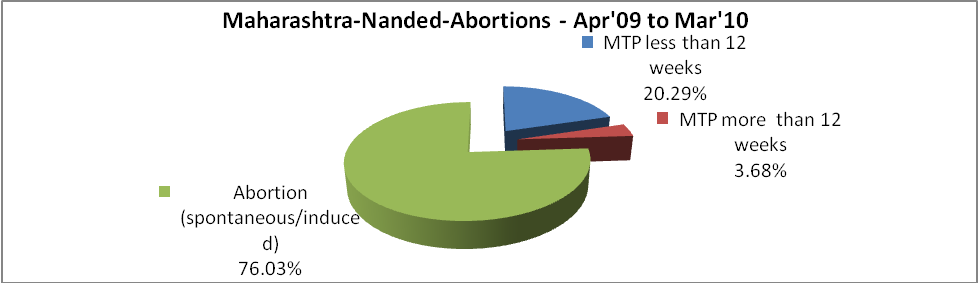 Maharashtra-Nanded-Abortions - Apr'09 to Mar'10
MTP less than 12
weeks
20.29%
MTP more than 12
weeks
3.68%
Abortion
(spontaneous/induce
d)
76.03%